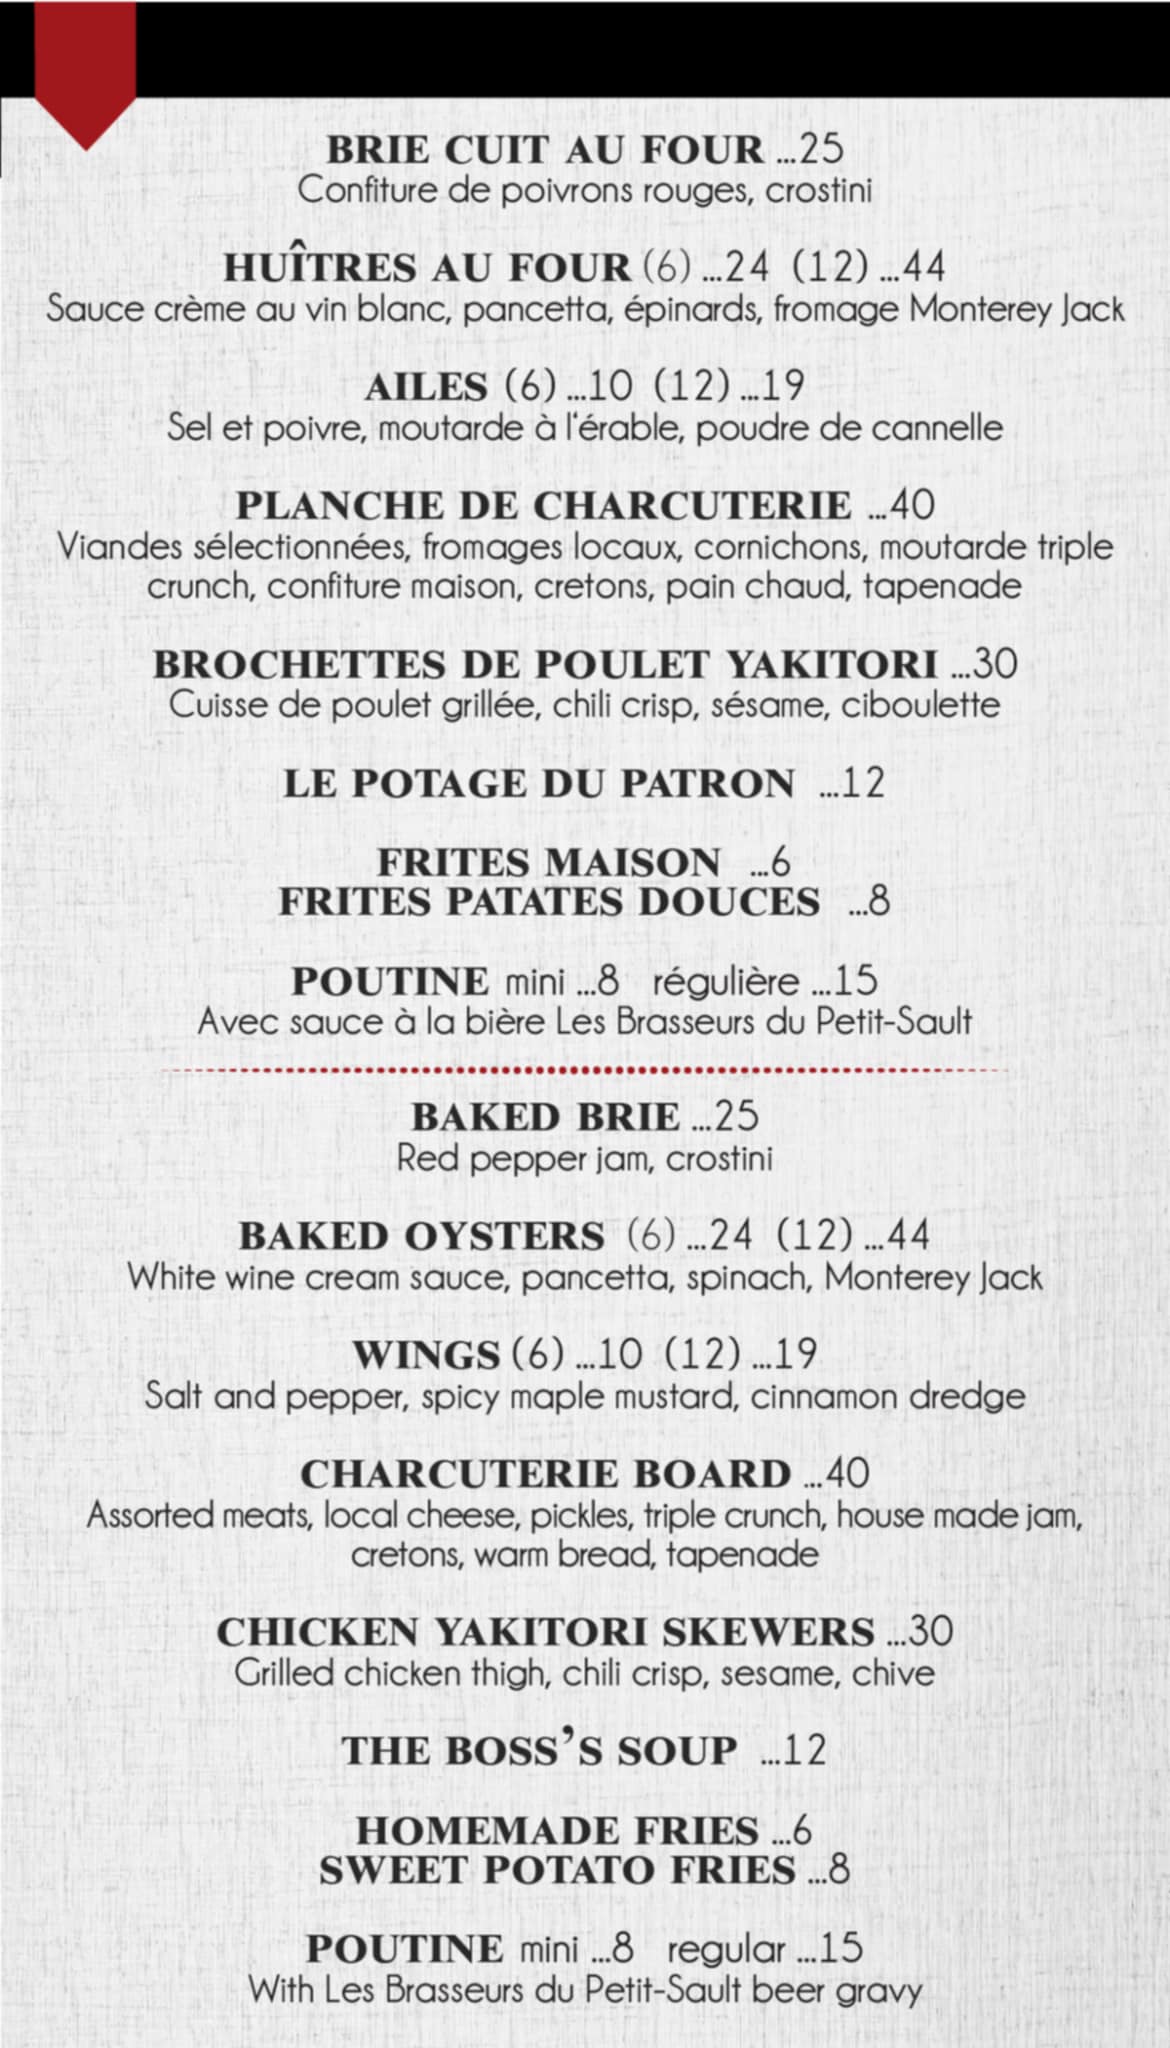 BRIE CUIT AU FOUR ...25
Confiture de poivrons rouges, crostini
HUÎTRES AU FOUR (6) ...24 (12) ...44
Sauce crème au vin blanc, pancetta, épinards, fromage Monterey Jack
AILES (6) ...10 (12) ...19
Sel et poivre, moutarde à l'érable, poudre de cannelle
PLANCHE DE CHARCUTERIE ...40
Viandes sélectionnées, fromages locaux, cornichons, moutarde triple
crunch, confiture maison, cretons, pain chaud, tapenade
BROCHETTES DE POULET YAKITORI ...30
Cuisse de poulet grillée, chili crisp, sésame, ciboulette
LE POTAGE DU PATRON ...12
FRITES MAISON ...6
FRITES PATATES DOUCES ...8
POUTINE mini ...8 régulière ...15
Avec sauce à la bière Les Brasseurs du Petit-Sault
BAKED BRIE ...25
Red pepper jam, crostini
BAKED OYSTERS (6) ...24 (12) ...44
White wine cream sauce, pancetta, spinach, Monterey Jack
WINGS (6) ...10 (12) ...19
Salt and pepper, spicy maple mustard, cinnamon dredge
CHARCUTERIE BOARD ...40
Assorted meats, local cheese, pickles, triple crunch, house made jam,
cretons, warm bread, tapenade
CHICKEN YAKITORI SKEWERS ...30
Grilled chicken thigh, chili crisp, sesame, chive
THE BOSS'S SOUP ...12
HOMEMADE FRIES ...6
SWEET POTATO FRIES ...8
POUTINE mini ...8 regular ...15
With Les Brasseurs du Petit-Sault beer gravy